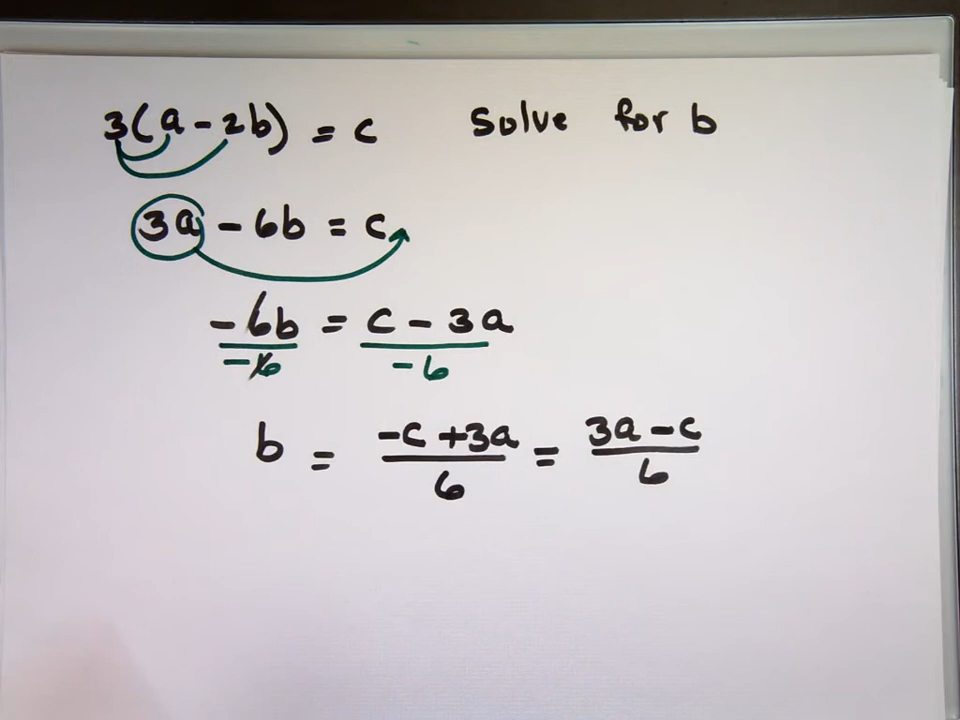 3(a - 2b) = c   Solve for b
3a - 6b = c
-6b = c - 3a
-6   -6
b = -c + 3a / 6 = 3a - c / 6